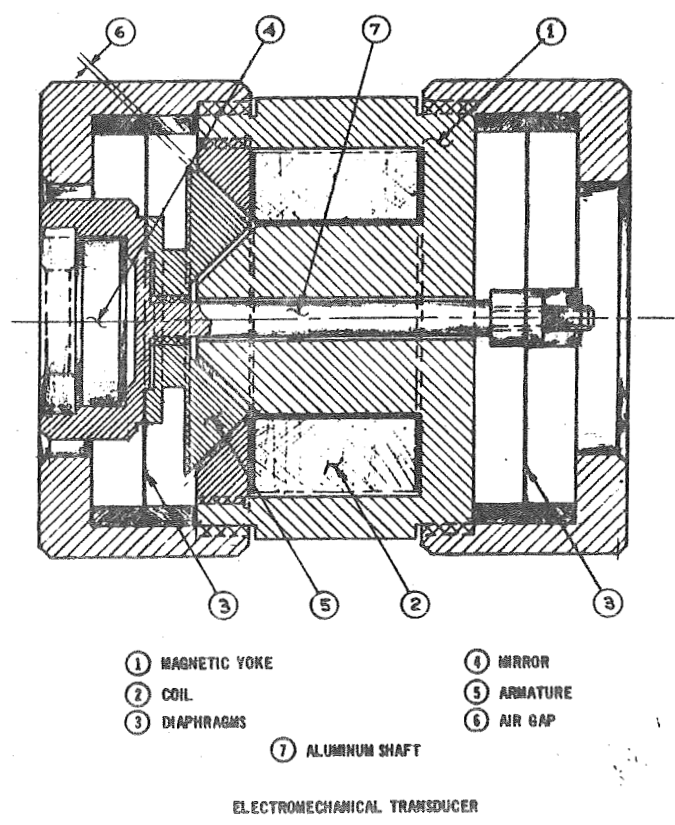 6 4 7 1
3 5 2 3
1 MAGNETIC YOKE 4 MIRROR
2 COIL 5 ARMATURE
3 DIAPHRAGMS 6 AIR GAP
7 ALUMINUM SHAFT
ELECTROMECHANICAL TRANSDUCER